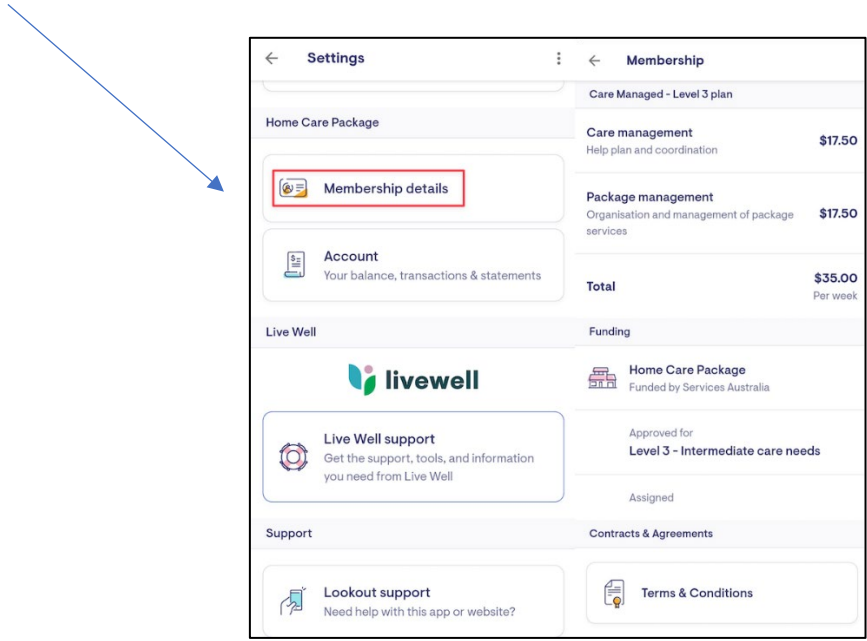 Settings
Home Care Package
Membership details
Account
Your balance, transactions & statements
Live Well
livewell
Live Well support
Get the support, tools, and information
you need from Live Well
Support
Lookout support
Need help with this app or website?
Membership
Care Managed - Level 3 plan
Care management
Help plan and coordination
$17.50
Package management
Organisation and management of package
services
$17.50
Total
$35.00
Per week
Funding
Home Care Package
Funded by Services Australia
Approved for
Level 3 - Intermediate care needs
Assigned
Contracts & Agreements
Terms & Conditions